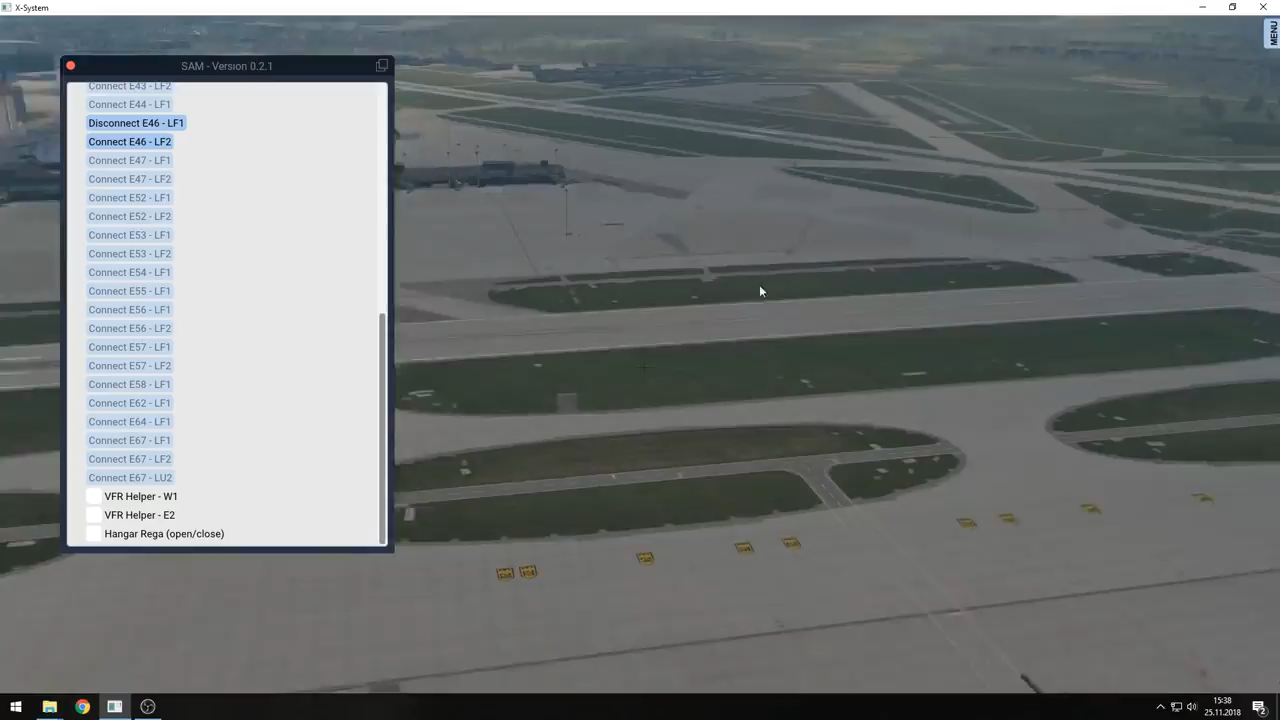 X-System
MENU
SAM - Version 0.2.1
Connect E43 - LF2
Connect E44 - LF1
Disconnect E46 - LF1
Connect E46 - LF2
Connect E47 - LF1
Connect E47 - LF2
Connect E52 - LF1
Connect E52 - LF2
Connect E53 - LF1
Connect E53 - LF2
Connect E54 - LF1
Connect E55 - LF1
Connect E56 - LF1
Connect E56 - LF2
Connect E57 - LF1
Connect E57 - LF2
Connect E58 - LF1
Connect E62 - LF1
Connect E64 - LF1
Connect E67 - LF1
Connect E67 - LF2
Connect E67 - LU2
VFR Helper - W1
VFR Helper - E2
Hangar Rega (open/close)
15:38
25.11.2018
2